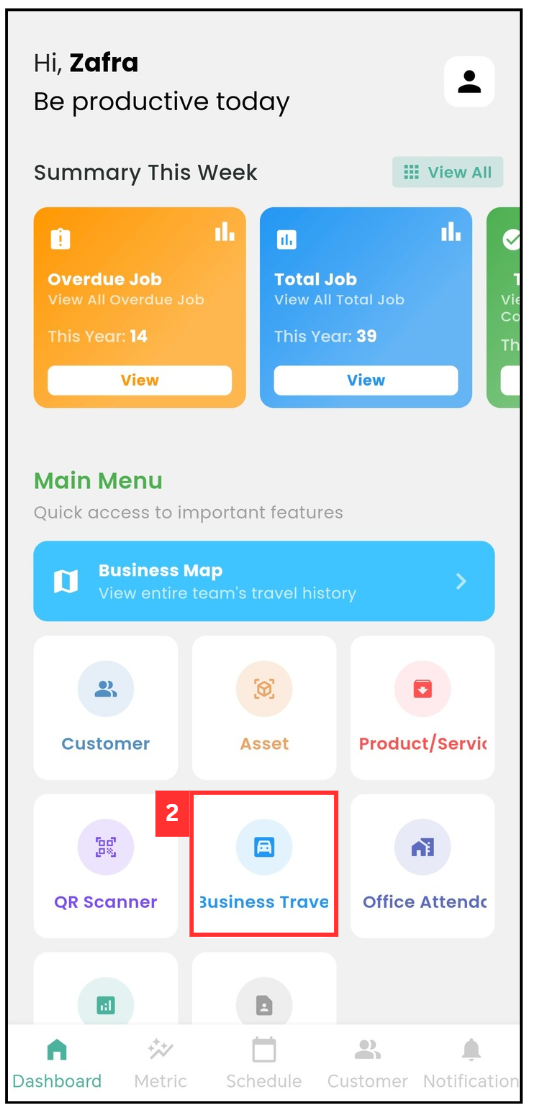 Hi, Zafra
Be productive today
Summary This Week
View All
Overdue Job
View All Overdue Job
This Year: 14
View
Total Job
View All Total Job
This Year: 39
View
T
Vie
Co
Th
Main Menu
Quick access to important features
Business Map
View entire team's travel history
Customer
Asset
Product/Servic
2
QR Scanner
Business Trave
Office Attenda
Dashboard
Metric
Schedule
Customer
Notification